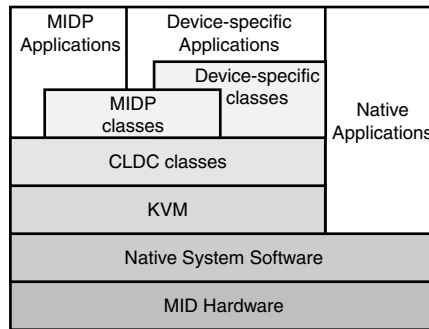 MIDP
Applications
Device-specific
Applications
Device-specific
classes
MIDP
classes
Native
Applications
CLDC classes
KVM
Native System Software
MID Hardware